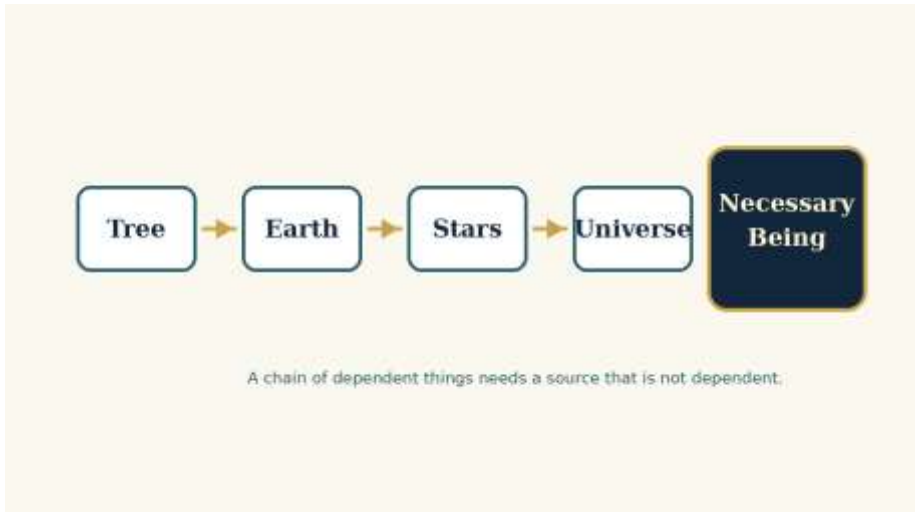 Tree
Earth
Stars
Universe
Necessary
Being
A chain of dependent things needs a source that is not dependent.